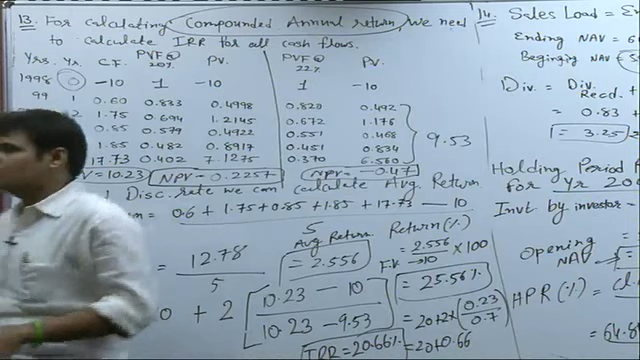 13. For calculating Compounded Annual return, we need
to calculate IRR for all cash flows.
Yrs. Yr. C.F. PVF@ 20% PV. PVF@ 22% PV.
1998 0 -10 1 -10 1 -10
99 1 0.60 0.833 0.4998 0.820 0.492
2 1.75 0.694 1.2145 0.672 1.176
0.85 0.579 0.4922 0.551 0.468
1.85 0.482 0.8917 0.451 0.834
17.73 0.402 7.1275 0.370 6.560
9.53
V = 10.23 NPV = 0.2257 NPV = -0.47
Disc. rate we can calculate Avg Return
= 0.6 + 1.75 + 0.85 + 1.85 + 17.73 - 10
5
= 12.78
5
Avg Return
= 2.556
Return (%)
= 2.556 × 100
10
= 25.56%
0 + 2 [ 10.23 - 10
10.23 - 9.53 ]
= 20+2×(0.23
0.7)
IRR = 20.66% = 20+0.66
14. Sales Load =
Ending NAV =
Begining NAV =
Div. = Div. Recd. +
= 0.83 +
= 3.25
Holding Period
For Yr
Invt by investor -
Opening NAV
HPR (%) =
= 64.8